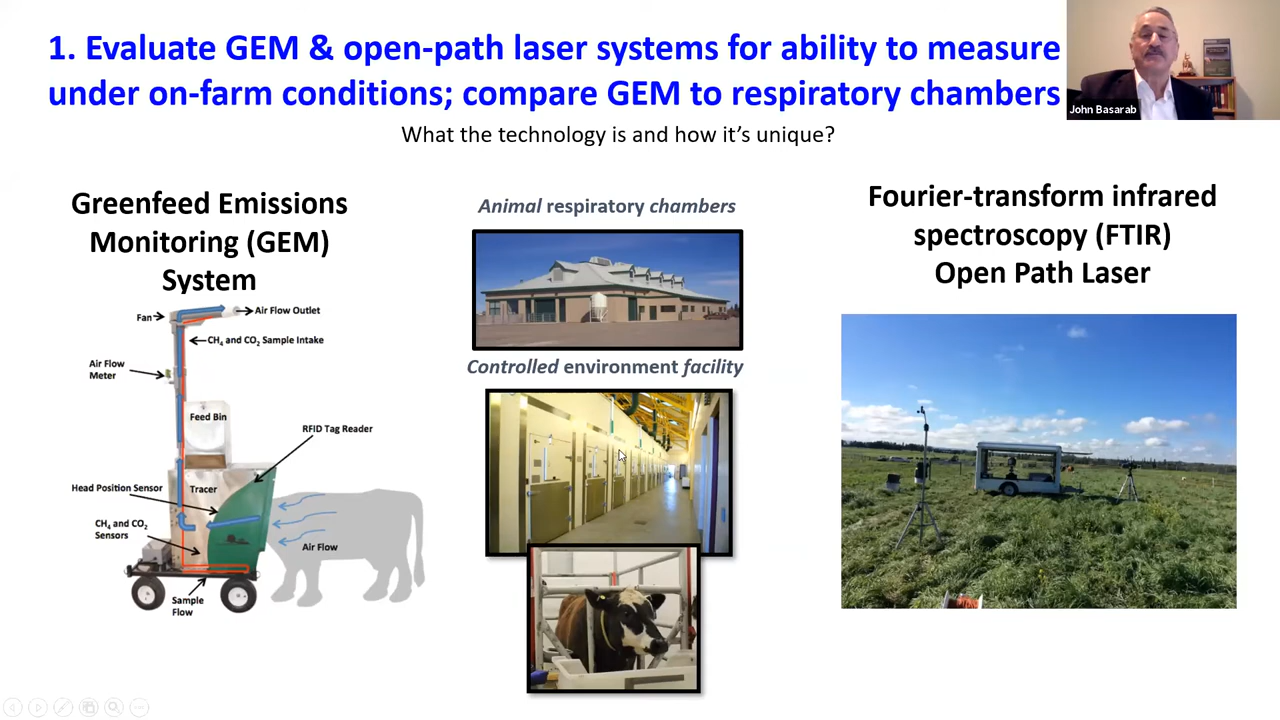 1. Evaluate GEM & open-path laser systems for ability to measure
under on-farm conditions; compare GEM to respiratory chambers
John Basarab
What the technology is and how it's unique?
Greenfeed Emissions
Monitoring (GEM)
System
Fan
Air Flow Outlet
CH₄ and CO₂ Sample Intake
Air Flow
Meter
Feed Bin
RFID Tag Reader
Head Position Sensor
Tracer
CH₄ and CO₂
Sensors
Air Flow
Sample
Flow
Animal respiratory chambers
Controlled environment facility
Fourier-transform infrared
spectroscopy (FTIR)
Open Path Laser